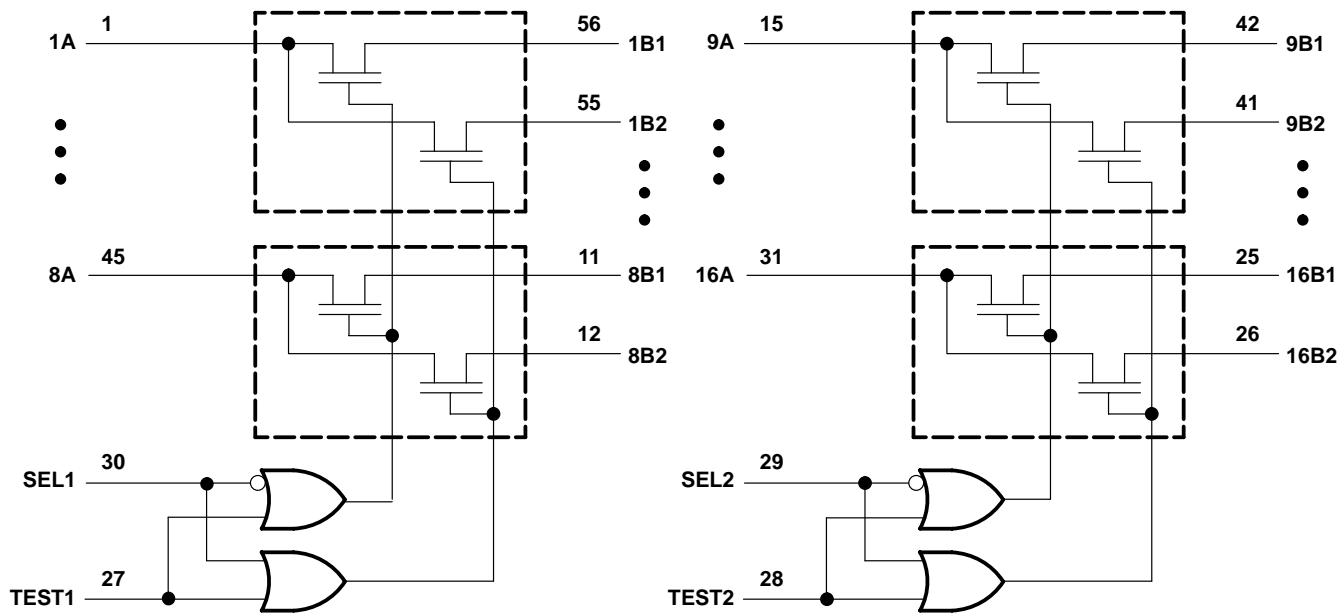 1A 1 56 1B1
55 1B2
8A 45 11 8B1
12 8B2
SEL1 30
TEST1 27
9A 15 42 9B1
41 9B2
16A 31 25 16B1
26 16B2
SEL2 29
TEST2 28